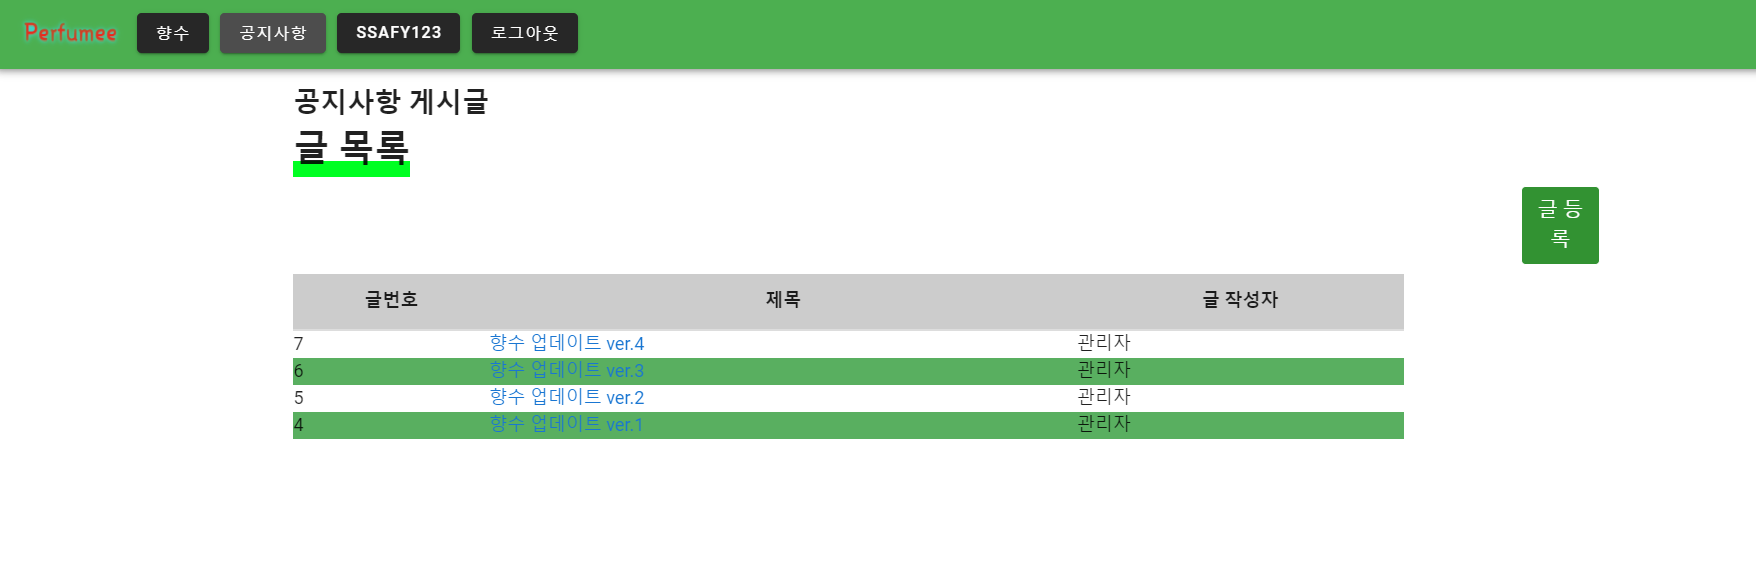 Perfumee 향수 공지사항 SSAFY123 로그아웃
공지사항 게시글
글 목록
글 등
록
글번호 제목 글 작성자
7 향수 업데이트 ver.4 관리자
6 향수 업데이트 ver.3 관리자
5 향수 업데이트 ver.2 관리자
4 향수 업데이트 ver.1 관리자